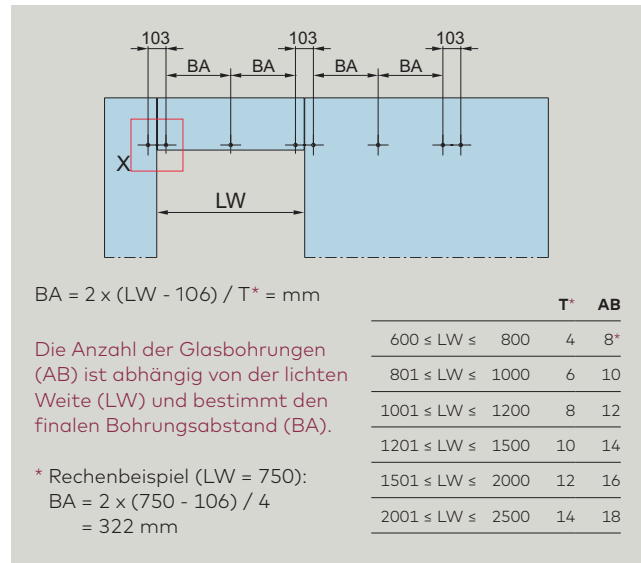 103 103 103
BA BA BA BA
X
LW
BA = 2 x (LW - 106) / T* = mm
Die Anzahl der Glasbohrungen
(AB) ist abhängig von der lichten
Weite (LW) und bestimmt den
finalen Bohrungsabstand (BA).
* Rechenbeispiel (LW = 750):
BA = 2 x (750 - 106) / 4
= 322 mm
T* AB
600 ≤ LW ≤ 800 4 8*
801 ≤ LW ≤ 1000 6 10
1001 ≤ LW ≤ 1200 8 12
1201 ≤ LW ≤ 1500 10 14
1501 ≤ LW ≤ 2000 12 16
2001 ≤ LW ≤ 2500 14 18